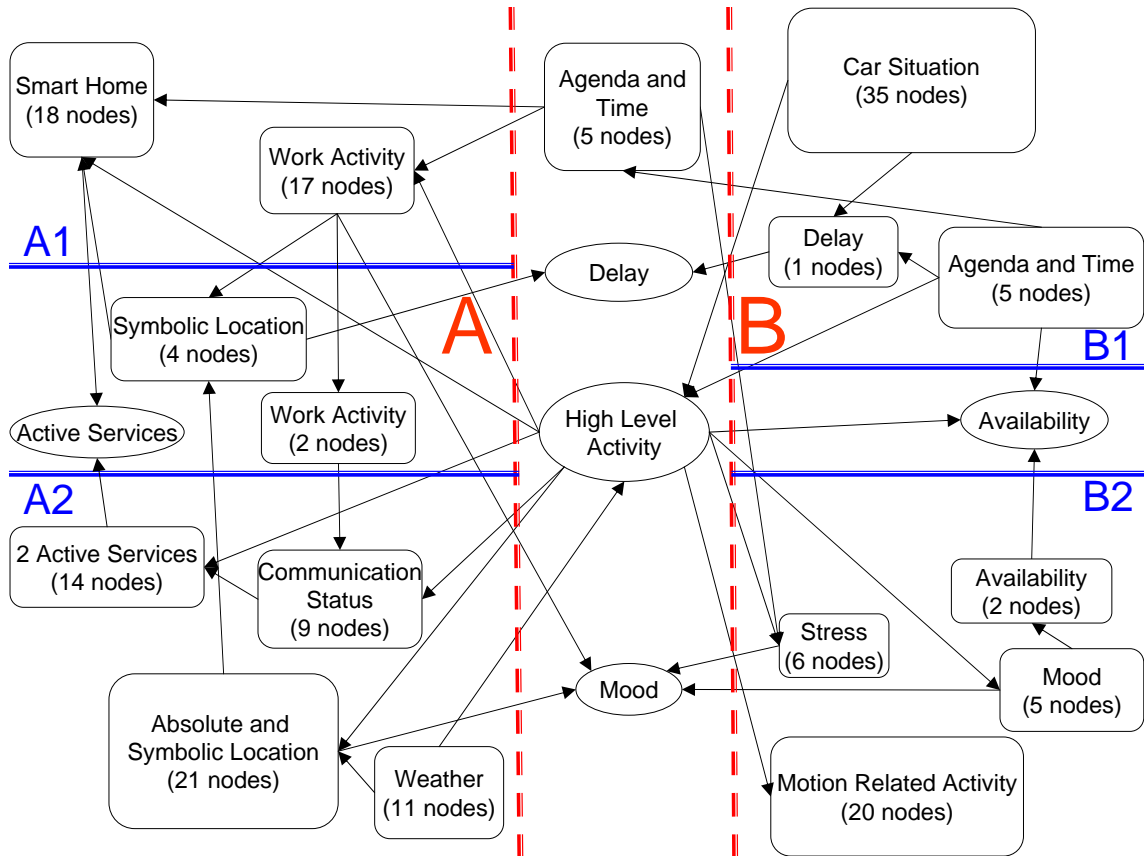 Smart Home
(18 nodes)
Agenda and
Time
(5 nodes)
Car Situation
(35 nodes)
Work Activity
(17 nodes)
A1
Delay
Delay
(1 nodes)
Agenda and Time
(5 nodes)
Symbolic Location
(4 nodes)
A
B
B1
Active Services
Work Activity
(2 nodes)
High Level
Activity
Availability
A2
B2
2 Active Services
(14 nodes)
Communication
Status
(9 nodes)
Availability
(2 nodes)
Stress
(6 nodes)
Mood
Mood
(5 nodes)
Absolute and
Symbolic Location
(21 nodes)
Weather
(11 nodes)
Motion Related Activity
(20 nodes)